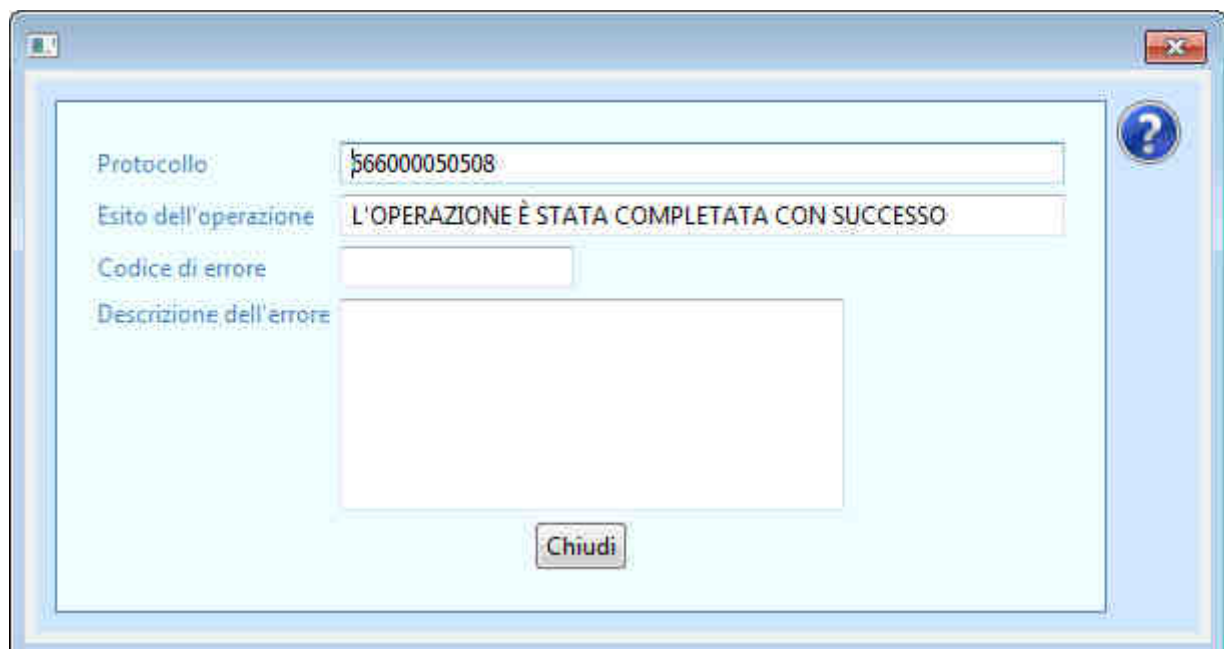 Protocollo
566000050508
Esito dell'operazione
L'OPERAZIONE È STATA COMPLETATA CON SUCCESSO
Codice di errore
Descrizione dell'errore
Chiudi